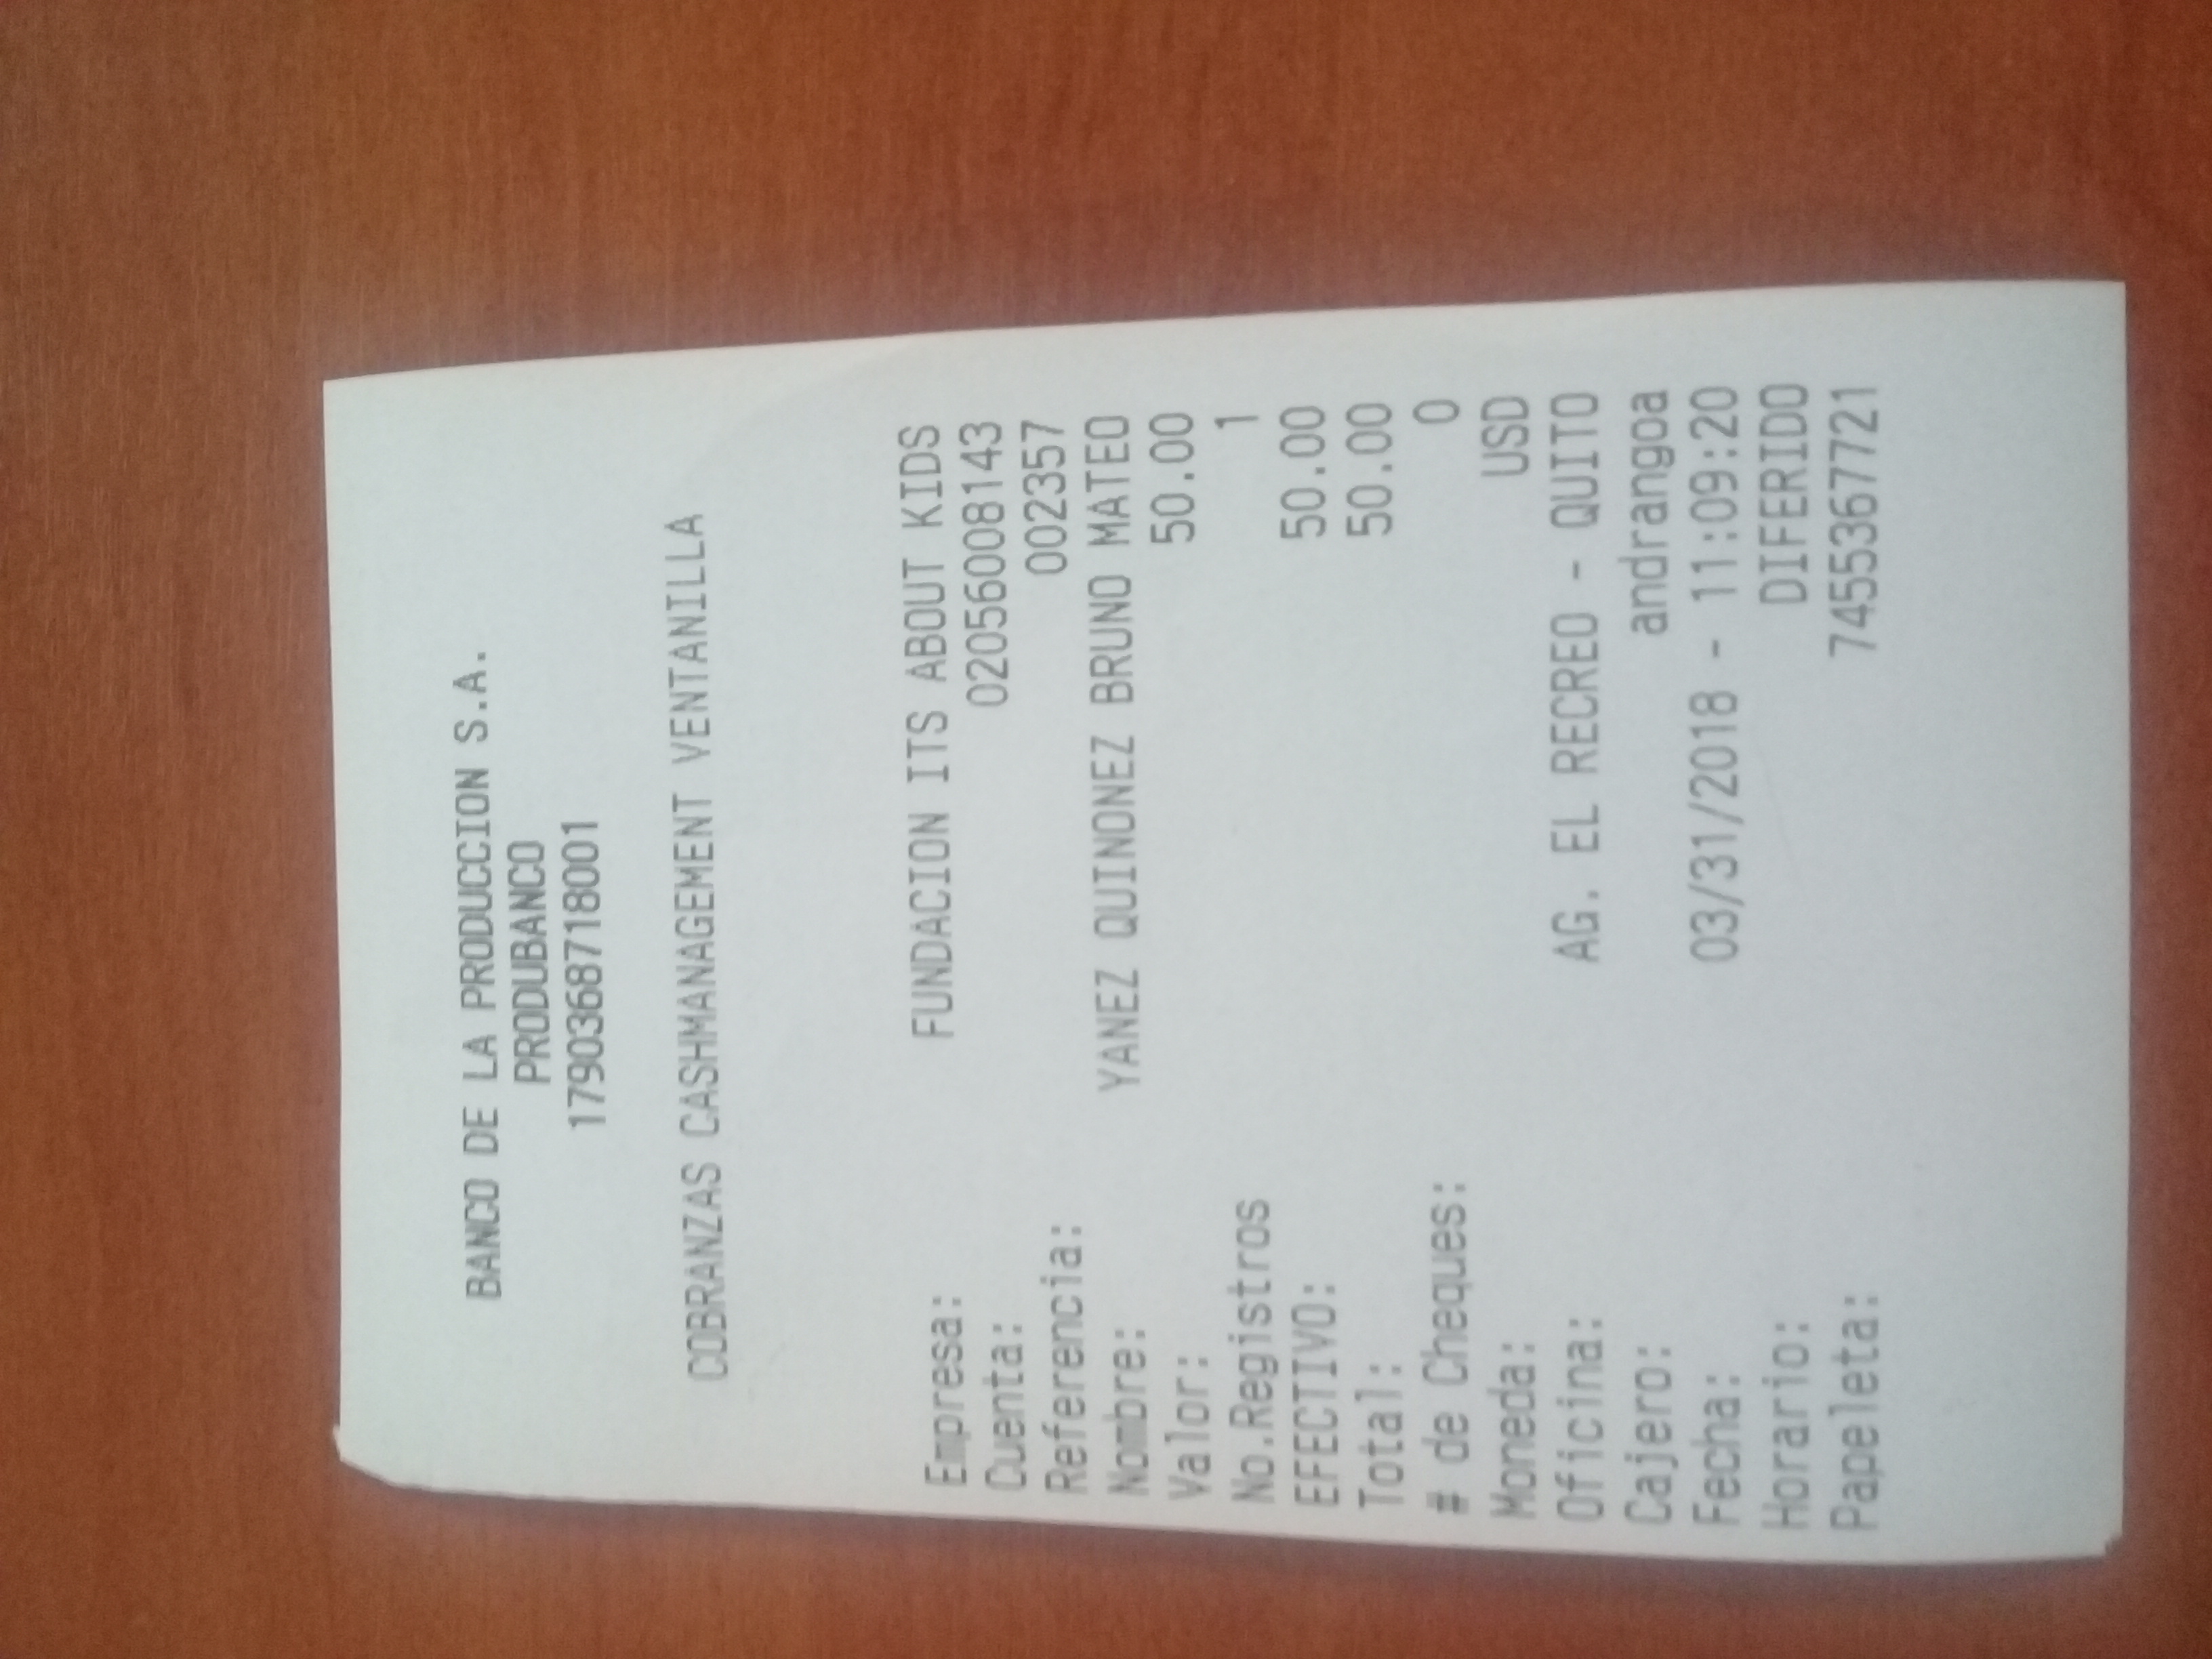 BANCO DE LA PRODUCCION S.A.
PRODUBANCO
1790368718001
COBRANZAS CASHMANAGEMENT VENTANILLA
Empresa: FUNDACION ITS ABOUT KIDS
Cuenta: 02056008143
Referencia: 002357
Nombre: YANEZ QUINONEZ BRUNO MATEO
Valor: 50.00
No.Registros 1
EFECTIVO: 50.00
Total: 50.00
# de Cheques: 0
Moneda: USD
Oficina: AG. EL RECREO - QUITO
Cajero: andrangoa
Fecha: 03/31/2018 - 11:09:20
Horario: DIFERIDO
Papeleta: 7455367721